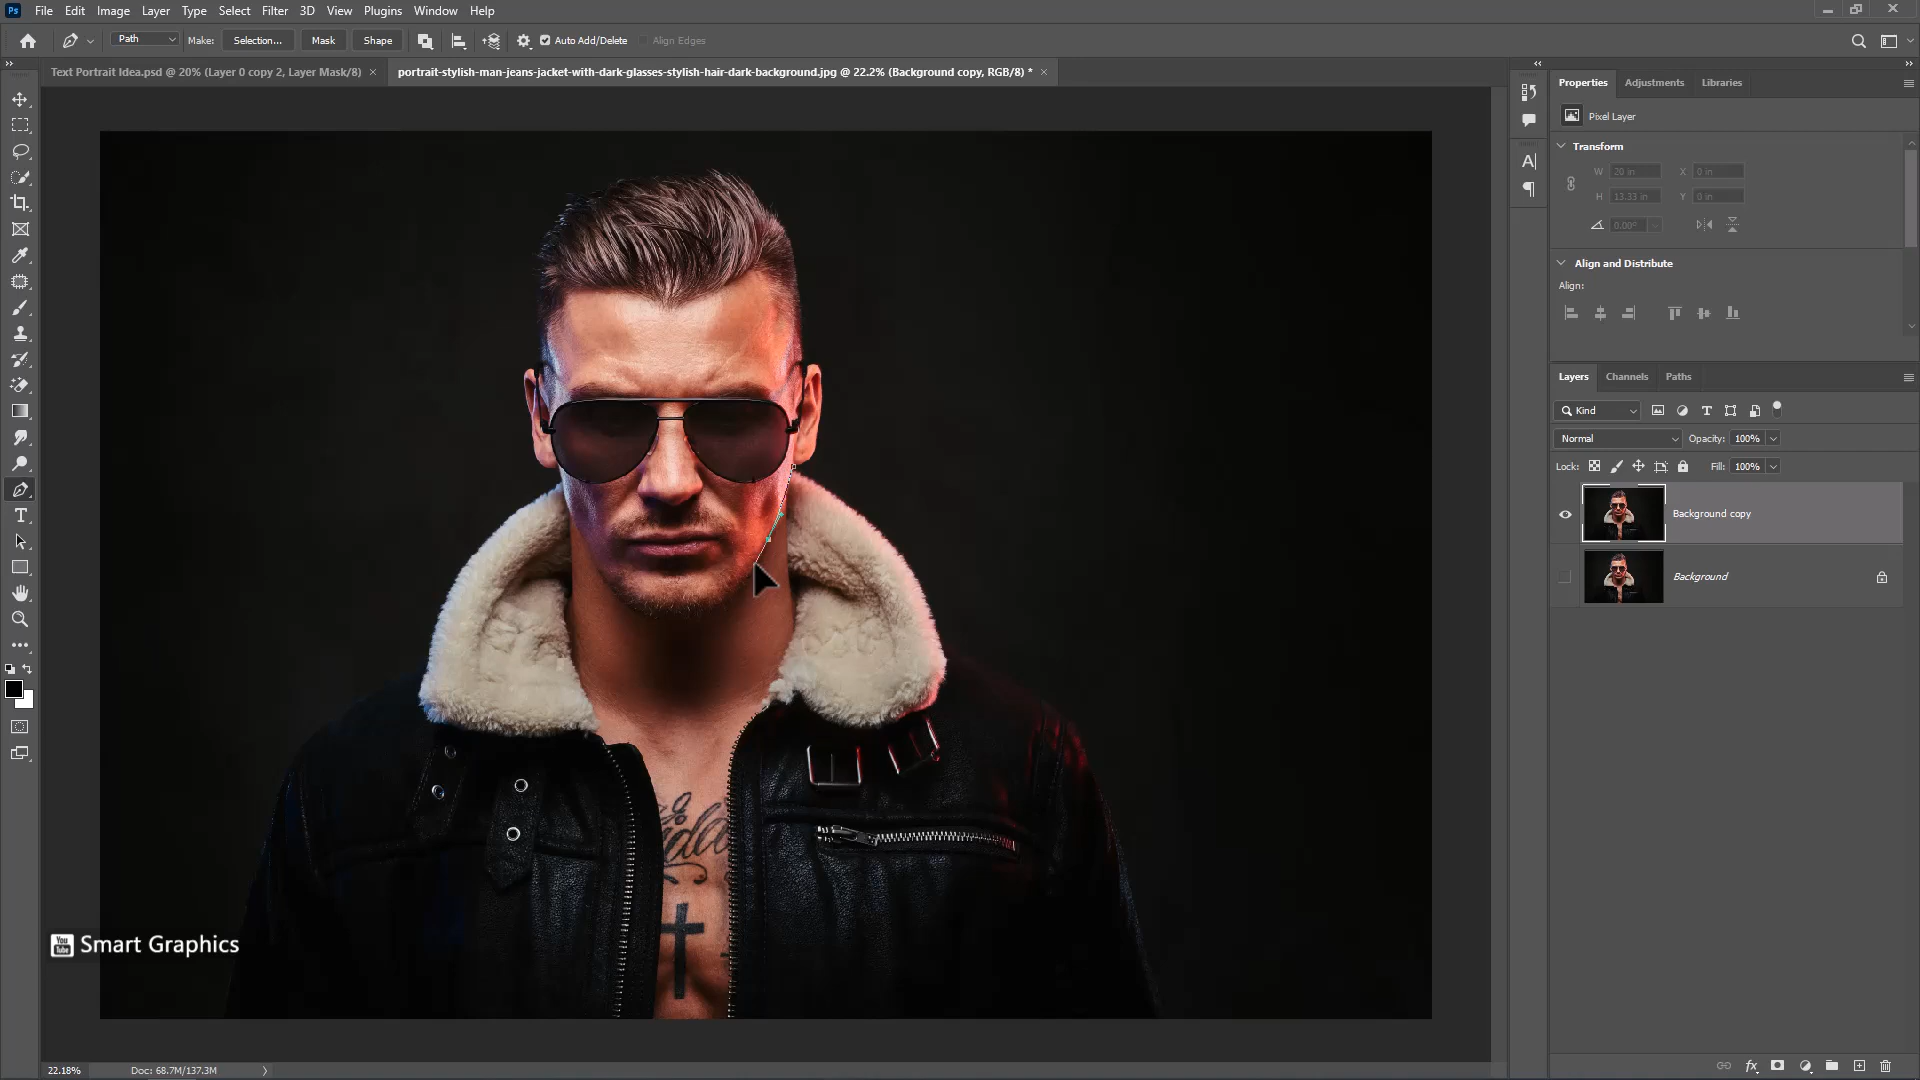 Ps File Edit Image Layer Type Select Filter 3D View Plugins Window Help
Path Make: Selection... Mask Shape Auto Add/Delete Align Edges
Text Portrait Idea.psd @ 20% (Layer 0 copy 2, Layer Mask/8) × portrait-stylish-man-jeans-jacket-with-dark-glasses-stylish-hair-dark-background.jpg @ 22.2% (Background copy, RGB/8) * ×
Properties Adjustments Libraries
Pixel Layer
Transform
W 20 in X 0 in
H 13.33 in Y 0 in
0.00°
Align and Distribute
Align:
Layers Channels Paths
Kind
Normal Opacity: 100%
Lock: Fill: 100%
Background copy
Background
You Tube Smart Graphics
22.18% Doc: 68.7M/137.3M